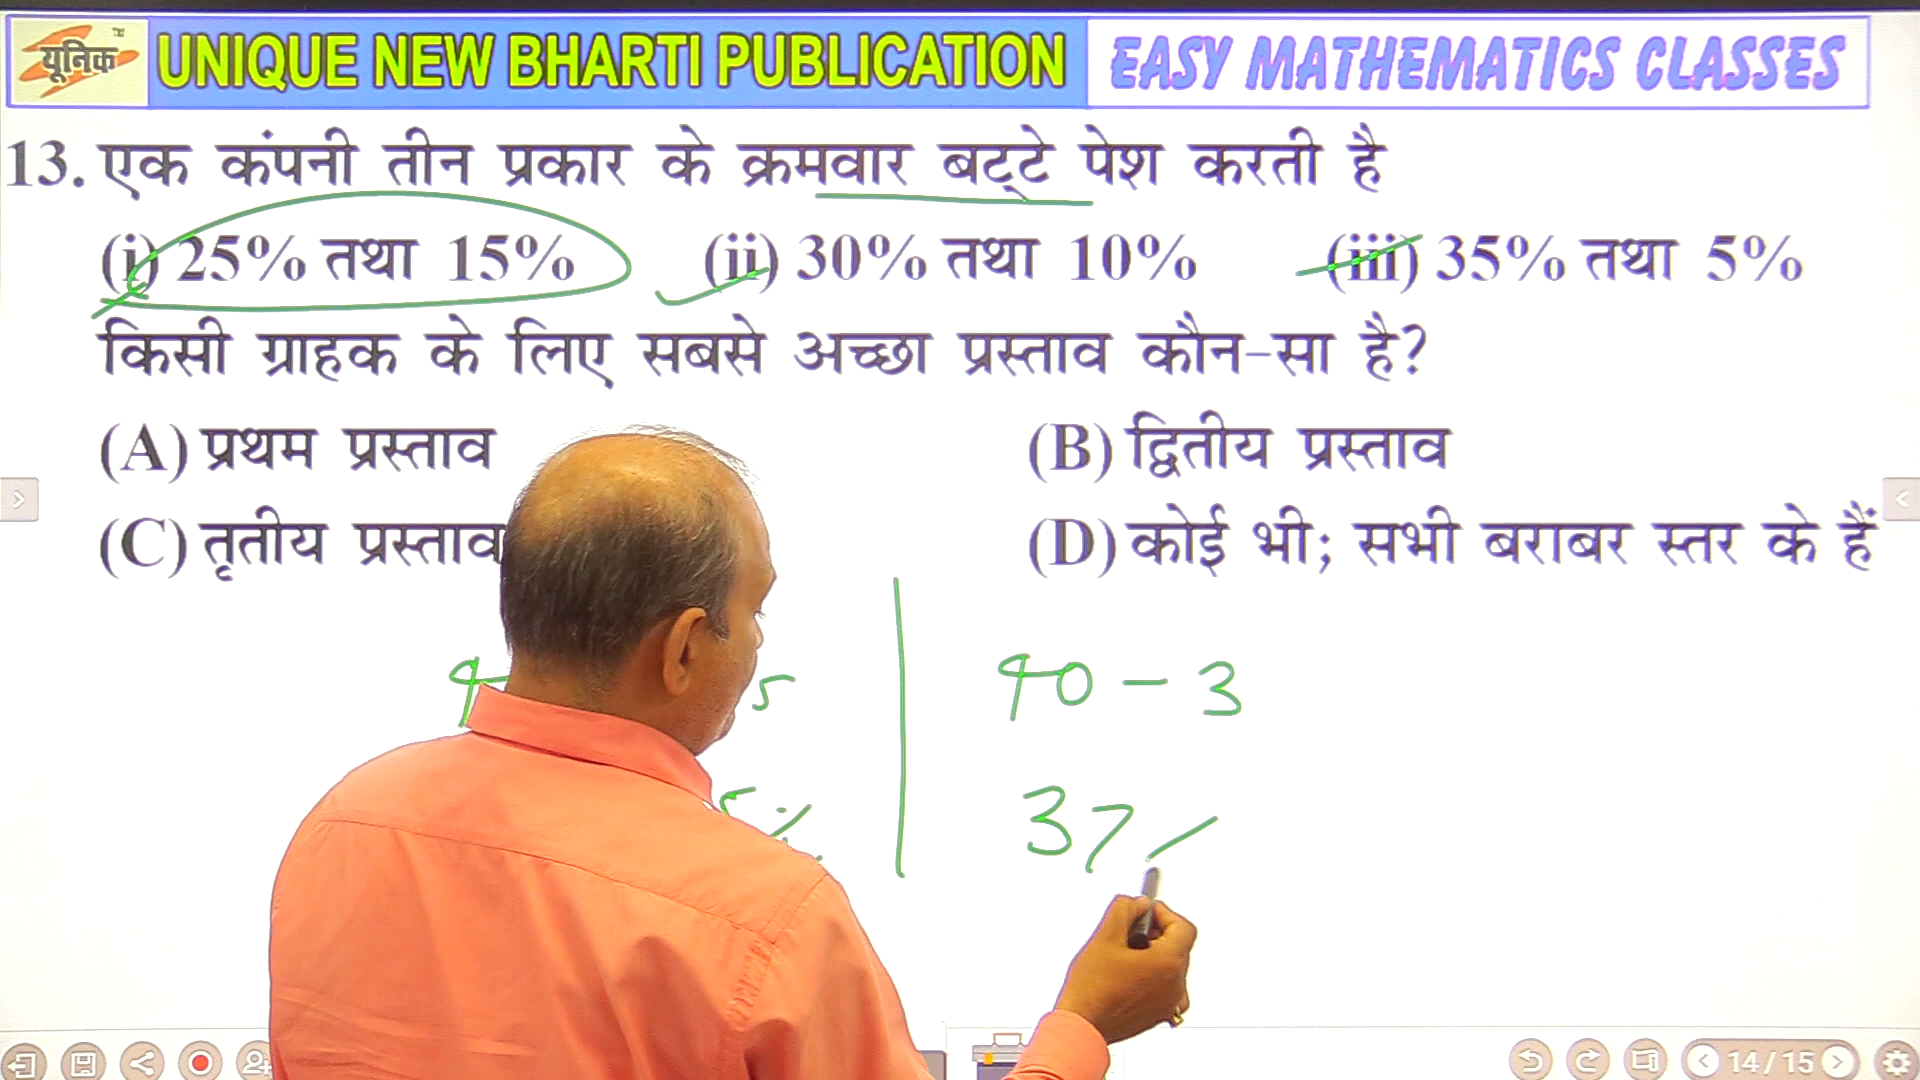 यूनिक TM UNIQUE NEW BHARTI PUBLICATION EASY MATHEMATICS CLASSES
13. एक कंपनी तीन प्रकार के क्रमवार बट्टे पेश करती है
(i) 25% तथा 15% (ii) 30% तथा 10% (iii) 35% तथा 5%
किसी ग्राहक के लिए सबसे अच्छा प्रस्ताव कौन-सा है?
(A) प्रथम प्रस्ताव (B) द्वितीय प्रस्ताव
(C) तृतीय प्रस्ताव (D) कोई भी; सभी बराबर स्तर के हैं
40 - 3
37
14/15